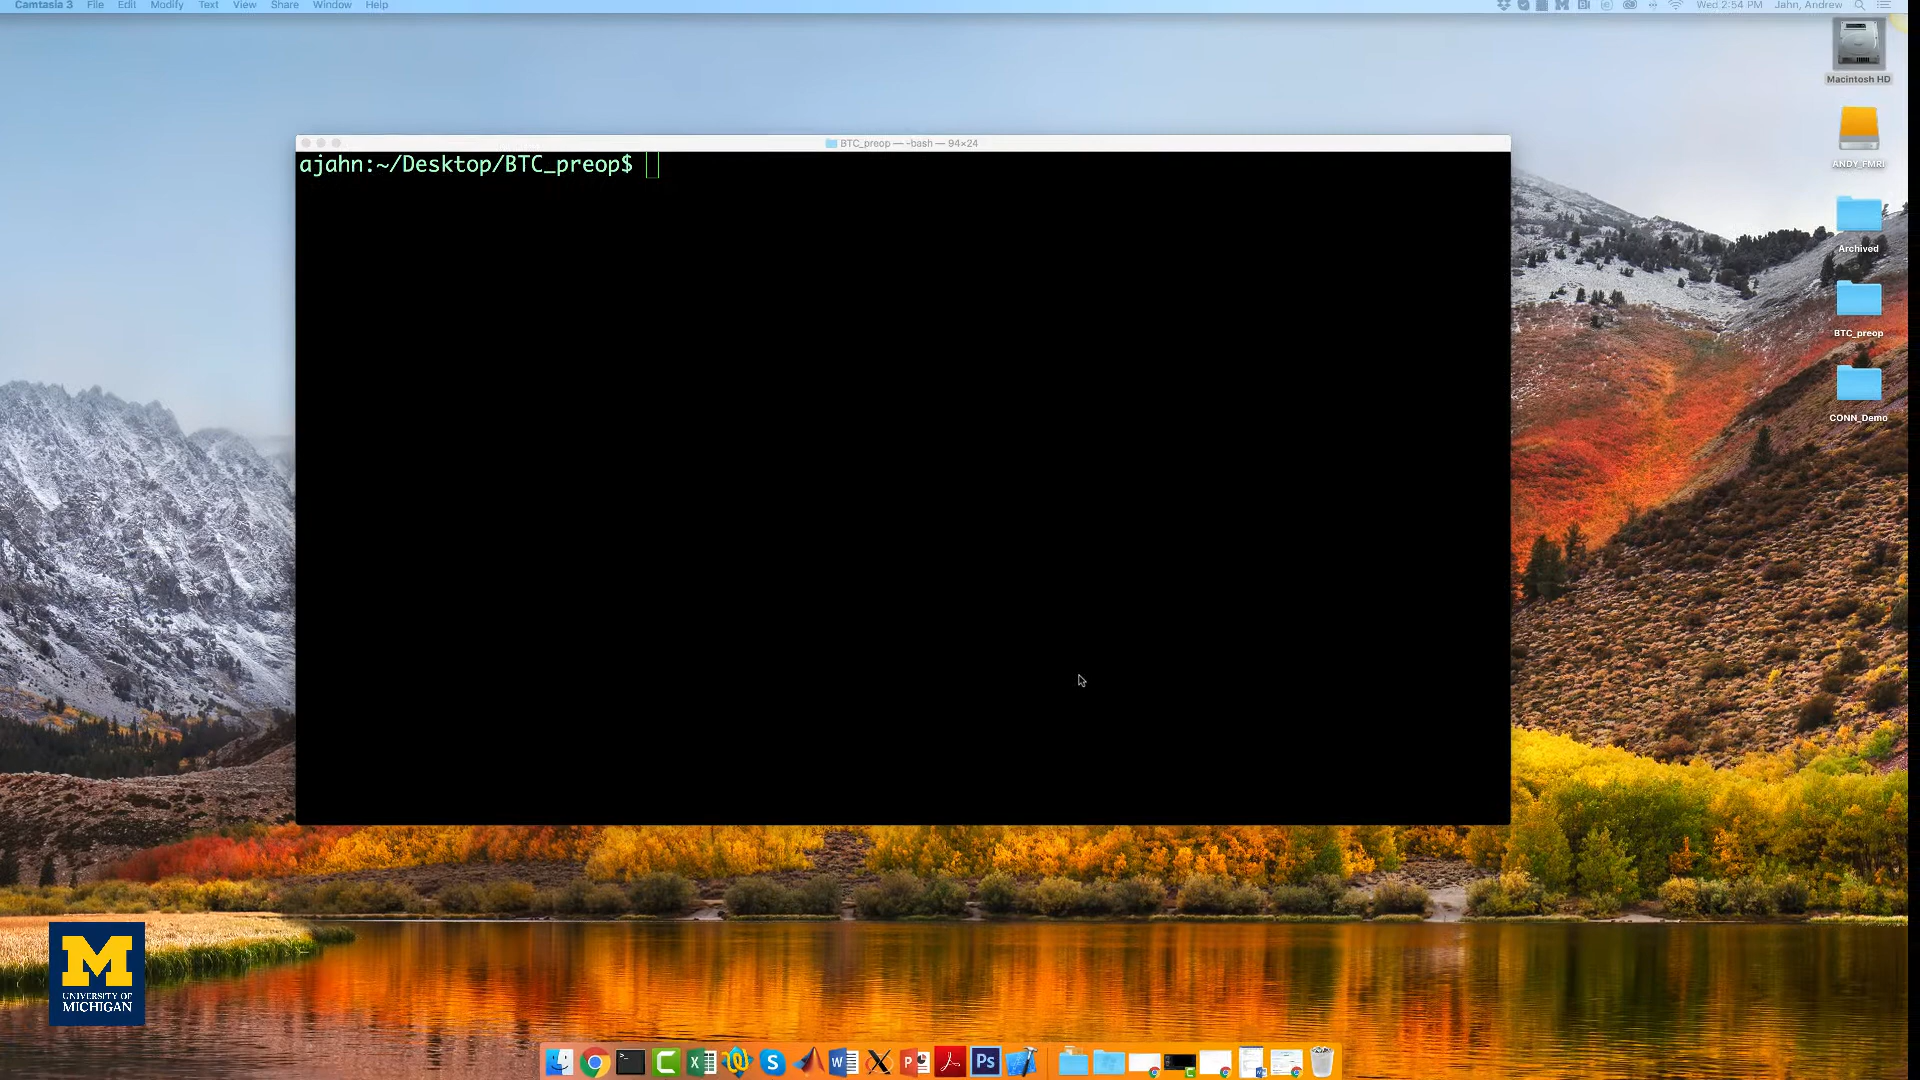 Camtasia 3 File Edit Modify Text View Share Window Help
Wed 2:54 PM Jahn, Andrew
Macintosh HD
ANDY_FMRI
Archived
BTC_preop
CONN_Demo
BTC_preop — -bash — 94×24
ajahn:~/Desktop/BTC_preop$
M
UNIVERSITY OF
MICHIGAN
Ps